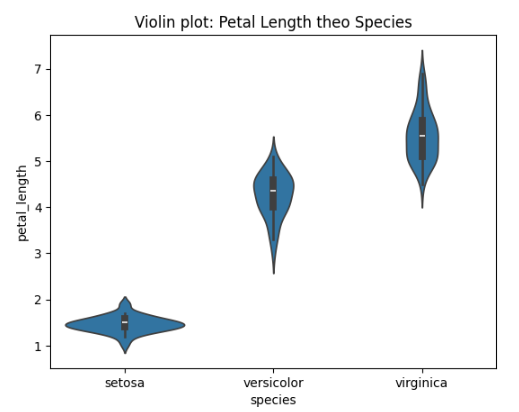 Violin plot: Petal Length theo Species
petal_length
7
6
5
4
3
2
1
setosa versicolor virginica
species